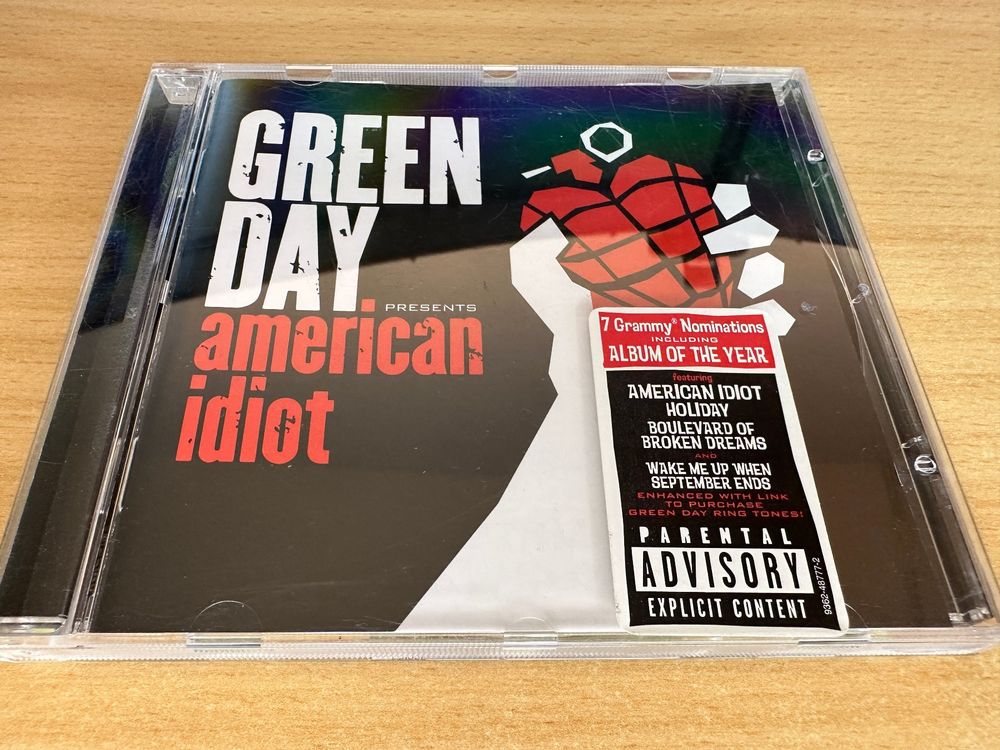 GREEN
DAY
PRESENTS
american
idiot
7 Grammy® Nominations
INCLUDING
ALBUM OF THE YEAR
featuring
AMERICAN IDIOT
HOLIDAY
BOULEVARD OF
BROKEN DREAMS
AND
WAKE ME UP WHEN
SEPTEMBER ENDS
ENHANCED WITH LINK
TO PURCHASE
GREEN DAY RING TONES!
PARENTAL
ADVISORY
EXPLICIT CONTENT
9362-48777-2